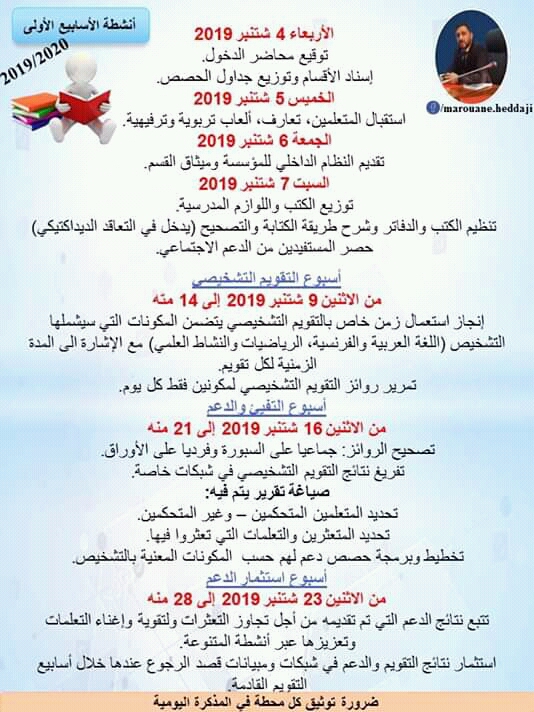 أنشطة الأسابيع الأولى
2019/2020
/marouane.heddaji
الأربعاء 4 شتنبر 2019
توقيع محاضر الدخول.
إسناد الأقسام وتوزيع جداول الحصص.
الخميس 5 شتنبر 2019
استقبال المتعلمين، تعارف، ألعاب تربوية وترفيهية.
الجمعة 6 شتنبر 2019
تقديم النظام الداخلي للمؤسسة وميثاق القسم.
السبت 7 شتنبر 2019
توزيع الكتب واللوازم المدرسية.
تنظيم الكتب والدفاتر وشرح طريقة الكتابة والتصحيح (يدخل في التعاقد الديداكتيكي)
حصر المستفيدين من الدعم الاجتماعي.
أسبوع التقويم التشخيصي
من الاثنين 9 شتنبر 2019 إلى 14 منه
إنجاز استعمال زمن خاص بالتقويم التشخيصي يتضمن المكونات التي سيشملها
التشخيص (اللغة العربية والفرنسية، الرياضيات والنشاط العلمي) مع الإشارة الى المدة
الزمنية لكل تقويم.
تمرير روائز التقويم التشخيصي لمكونين فقط كل يوم.
أسبوع التفيئ والدعم
من الاثنين 16 شتنبر 2019 إلى 21 منه
تصحيح الروائز: جماعيا على السبورة وفرديا على الأوراق.
تفريغ نتائج التقويم التشخيصي في شبكات خاصة.
صياغة تقرير يتم فيه:
تحديد المتعلمين المتحكمين – وغير المتحكمين.
تحديد المتعثرين والتعلمات التي تعثروا فيها.
تخطيط وبرمجة حصص دعم لهم حسب المكونات المعنية بالتشخيص.
أسبوع إستثمار الدعم
من الاثنين 23 شتنبر 2019 إلى 28 منه
تتبع نتائج الدعم التي تم تقديمه من أجل تجاوز التعثرات ولتقوية وإغناء التعلمات
وتعزيزها عبر أنشطة المتنوعة.
استثمار نتائج التقويم والدعم في شبكات ومبيانات قصد الرجوع عندها خلال أسابيع
التقويم القادمة.
ضرورة توثيق كل محطة في المذكرة اليومية